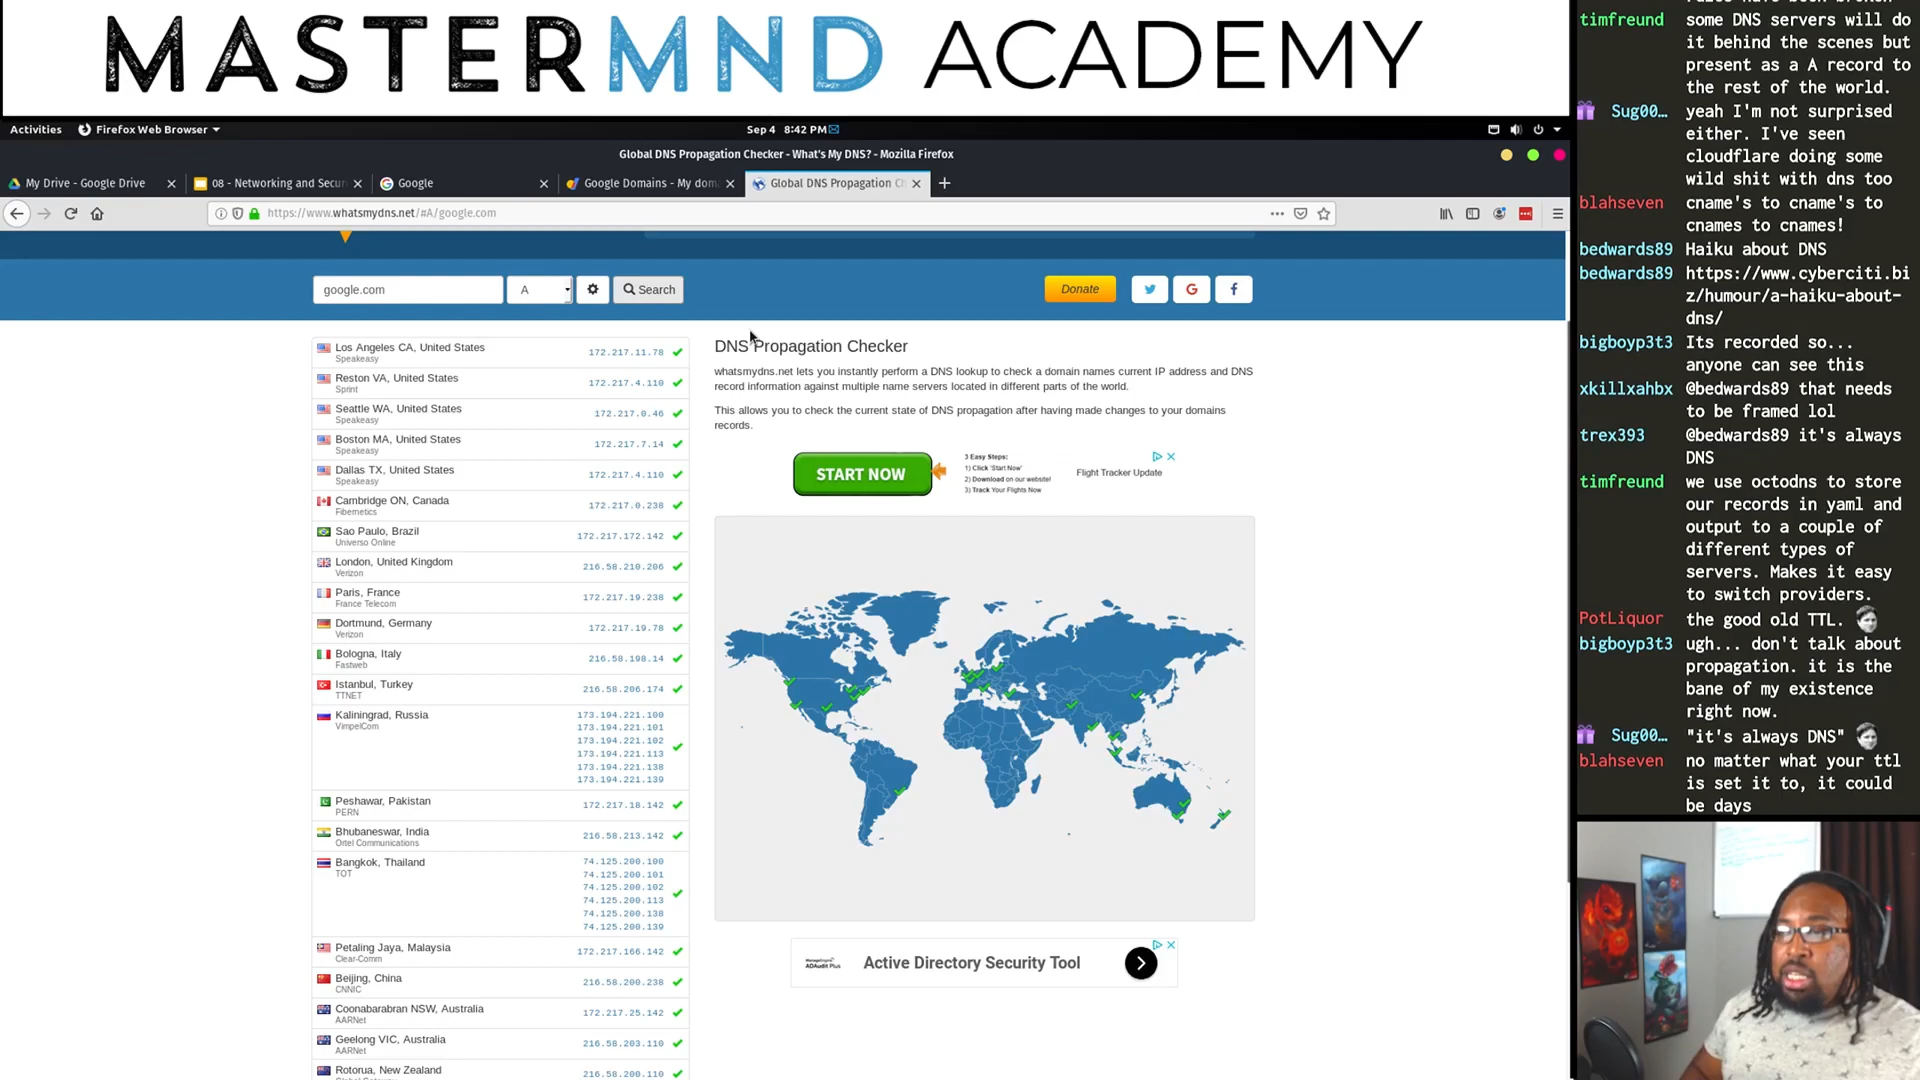 MASTERMND ACADEMY
Activities
Firefox Web Browser
Sep 4 8:42 PM
Global DNS Propagation Checker - What's My DNS? - Mozilla Firefox
My Drive - Google Drive
08 - Networking and Secur
Google
Google Domains - My dom
Global DNS Propagation Ch
https://www.whatsmydns.net/#A/google.com
google.com
A
Search
Donate
Los Angeles CA, United States
Speakeasy
172.217.11.78
Reston VA, United States
Sprint
172.217.4.110
Seattle WA, United States
Speakeasy
172.217.0.46
Boston MA, United States
Speakeasy
172.217.7.14
Dallas TX, United States
Speakeasy
172.217.4.110
Cambridge ON, Canada
Fibernetics
172.217.0.238
Sao Paulo, Brazil
Universo Online
172.217.172.142
London, United Kingdom
Verizon
216.58.210.206
Paris, France
France Telecom
172.217.19.238
Dortmund, Germany
Verizon
172.217.19.78
Bologna, Italy
Fastweb
216.58.198.14
Istanbul, Turkey
TTNET
216.58.206.174
Kaliningrad, Russia
VimpelCom
173.194.221.100
173.194.221.101
173.194.221.102
173.194.221.113
173.194.221.138
173.194.221.139
Peshawar, Pakistan
PERN
172.217.18.142
Bhubaneswar, India
Ortel Communications
216.58.213.142
Bangkok, Thailand
TOT
74.125.200.100
74.125.200.101
74.125.200.102
74.125.200.113
74.125.200.138
74.125.200.139
Petaling Jaya, Malaysia
Clear-Comm
172.217.166.142
Beijing, China
CNNIC
216.58.200.238
Coonabarabran NSW, Australia
AARNet
172.217.25.142
Geelong VIC, Australia
AARNet
216.58.203.110
Rotorua, New Zealand
216.58.200.110
DNS Propagation Checker
whatsmydns.net lets you instantly perform a DNS lookup to check a domain names current IP address and DNS
record information against multiple name servers located in different parts of the world.
This allows you to check the current state of DNS propagation after having made changes to your domains
records.
START NOW
3 Easy Steps:
1) Click 'Start Now'
2) Download on our website!
3) Track Your Flights Now
Flight Tracker Update
ManageEngine
ADAudit Plus
Active Directory Security Tool
timfreund some DNS servers will do
it behind the scenes but
present as a A record to
the rest of the world.
Sug00… yeah I'm not surprised
either. I've seen
cloudflare doing some
wild shit with dns too
blahseven cname's to cname's to
cnames to cnames!
bedwards89 Haiku about DNS
bedwards89 https://www.cyberciti.bi
z/humour/a-haiku-about-
dns/
bigboyp3t3 Its recorded so...
anyone can see this
xkillxahbx @bedwards89 that needs
to be framed lol
trex393 @bedwards89 it's always
DNS
timfreund we use octodns to store
our records in yaml and
output to a couple of
different types of
servers. Makes it easy
to switch providers.
PotLiquor the good old TTL.
bigboyp3t3 ugh... don't talk about
propagation. it is the
bane of my existence
right now.
Sug00… "it's always DNS"
blahseven no matter what your ttl
is set it to, it could
be days